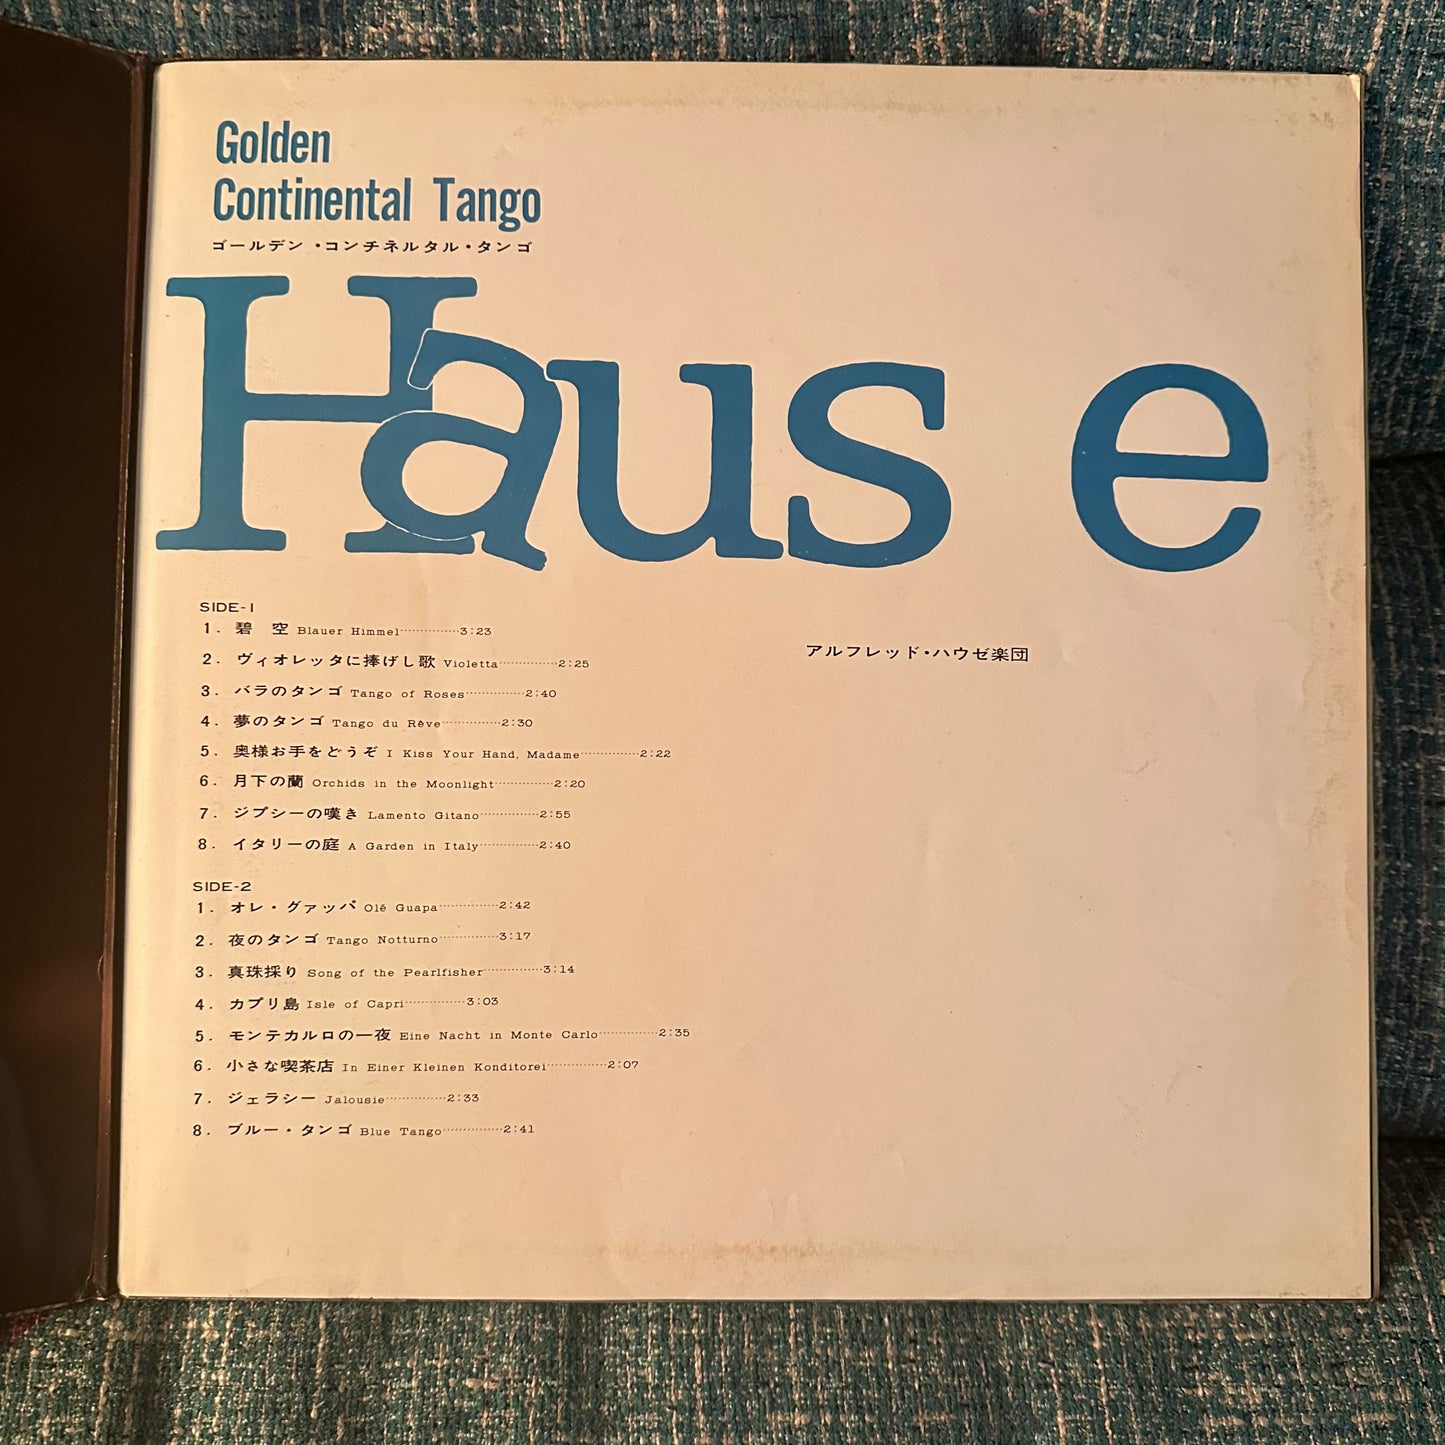 Golden
Continental Tango
ゴールデン・コンチネルタル・タンゴ
Hause
SIDE-1
1. 碧 空 Blauer Himmel……………3:23
2. ヴィオレッタに捧げし歌 Violetta……………2:25
3. バラのタンゴ Tango of Roses……………2:40
4. 夢のタンゴ Tango du Rêve……………2:30
5. 奥様お手をどうぞ I Kiss Your Hand, Madame……………2:22
6. 月下の蘭 Orchids in the Moonlight……………2:20
7. ジプシーの嘆き Lamento Gitano……………2:55
8. イタリーの庭 A Garden in Italy……………2:40
アルフレッド・ハウゼ楽団
SIDE-2
1. オレ・グァッパ Olé Guapa……………2:42
2. 夜のタンゴ Tango Notturno……………3:17
3. 真珠採り Song of the Pearlfisher……………3:14
4. カプリ島 Isle of Capri……………3:03
5. モンテカルロの一夜 Eine Nacht in Monte Carlo……………2:35
6. 小さな喫茶店 In Einer Kleinen Konditorei……………2:07
7. ジェラシー Jalousie……………2:33
8. ブルー・タンゴ Blue Tango……………2:41